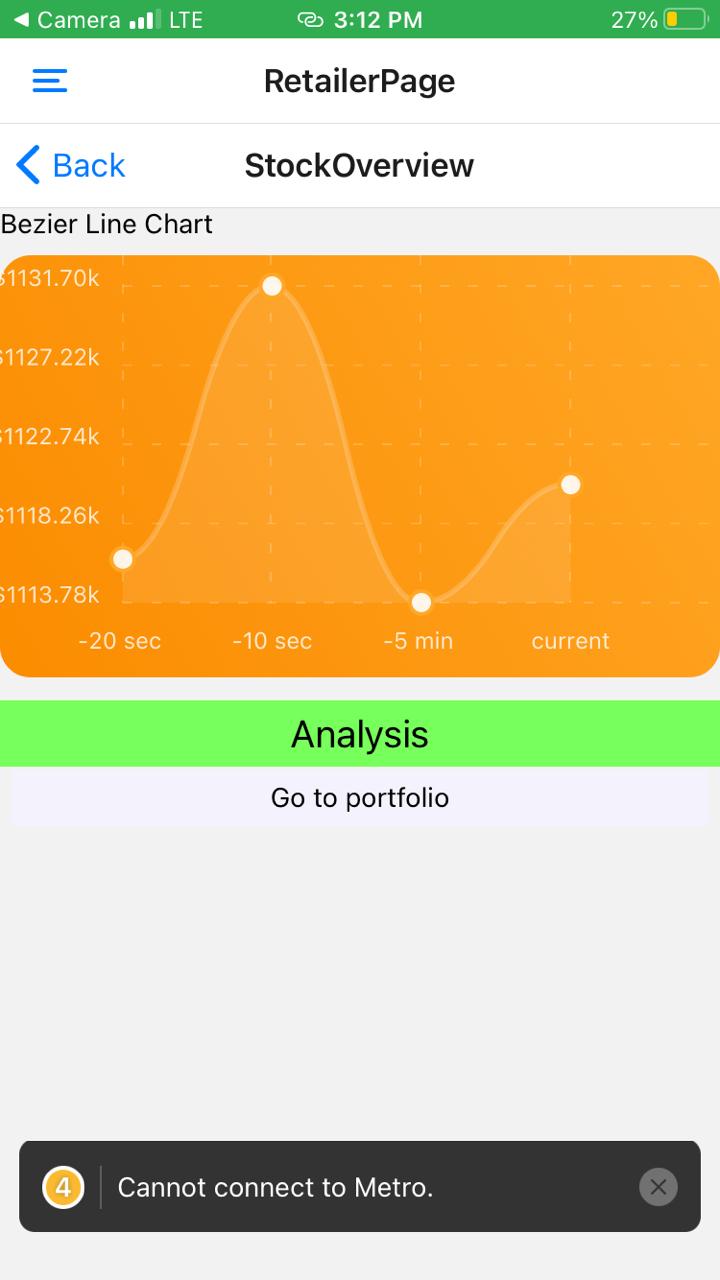 Camera LTE 3:12 PM 27%
RetailerPage
Back StockOverview
Bezier Line Chart
$1131.70k
$1127.22k
$1122.74k
$1118.26k
$1113.78k
-20 sec -10 sec -5 min current
Analysis
Go to portfolio
4 Cannot connect to Metro.